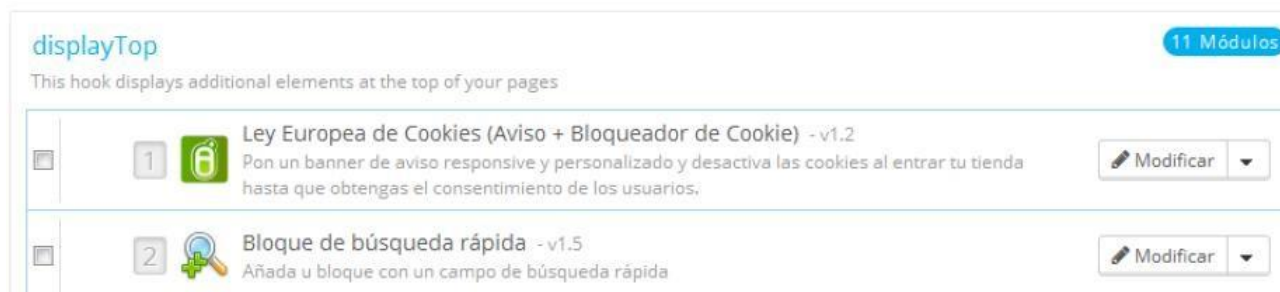 displayTop
11 Módulos
This hook displays additional elements at the top of your pages
1
Ley Europea de Cookies (Aviso + Bloqueador de Cookie) - v1.2
Pon un banner de aviso responsive y personalizado y desactiva las cookies al entrar tu tienda
hasta que obtengas el consentimiento de los usuarios.
Modificar
2
Bloque de búsqueda rápida - v1.5
Añada u bloque con un campo de búsqueda rápida
Modificar